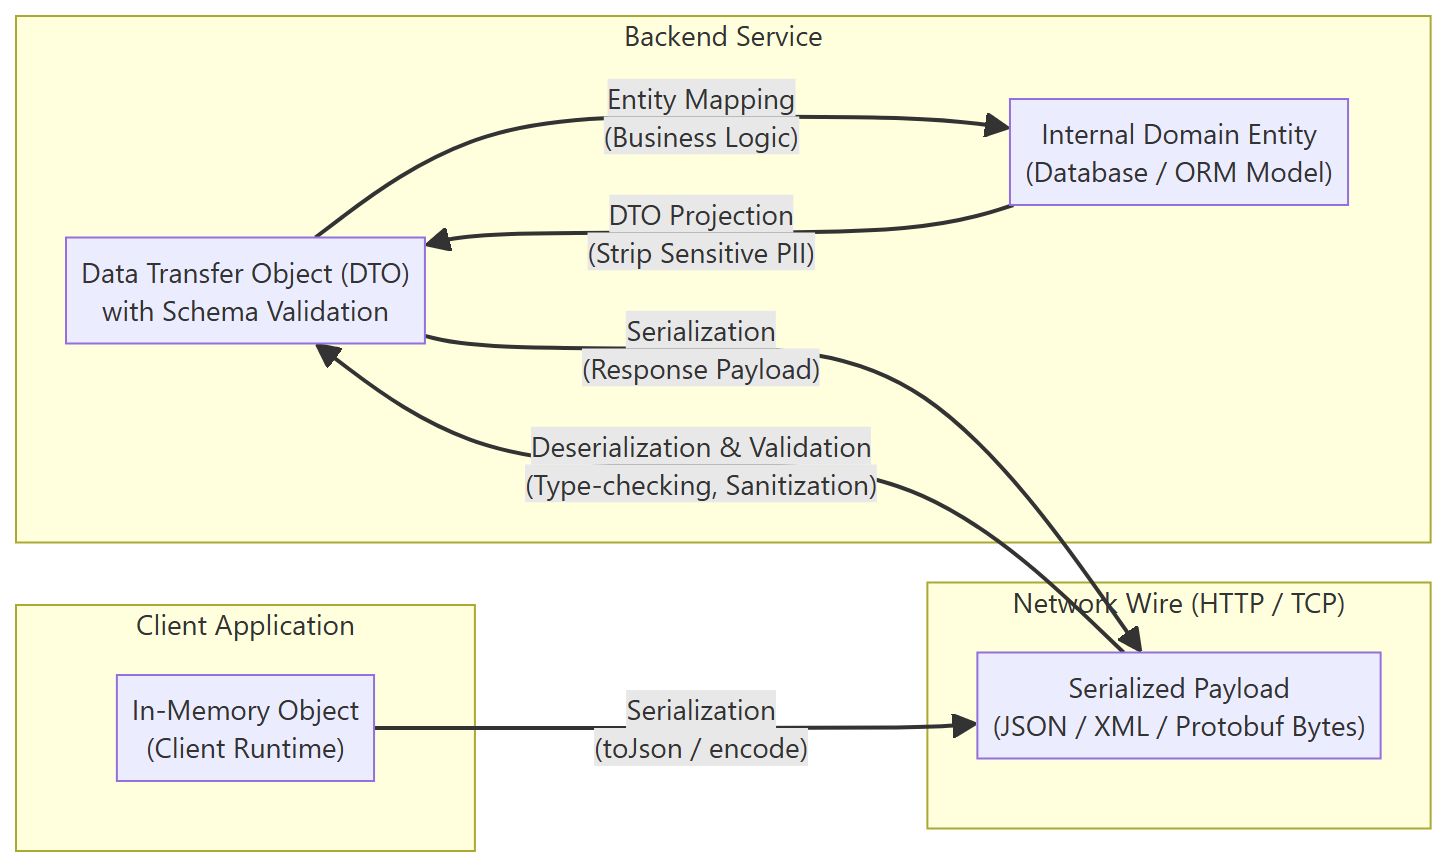 Backend Service
Entity Mapping
(Business Logic)
Internal Domain Entity
(Database / ORM Model)
DTO Projection
(Strip Sensitive PII)
Data Transfer Object (DTO)
with Schema Validation
Serialization
(Response Payload)
Deserialization & Validation
(Type-checking, Sanitization)
Client Application
In-Memory Object
(Client Runtime)
Serialization
(toJson / encode)
Network Wire (HTTP / TCP)
Serialized Payload
(JSON / XML / Protobuf Bytes)